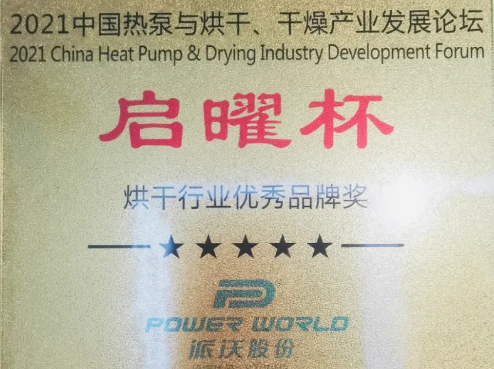 2021中国热泵与烘干、干燥产业发展论坛
2021 China Heat Pump & Drying Industry Development Forum
启曜杯
烘干行业优秀品牌奖
POWER WORLD
派沃股份